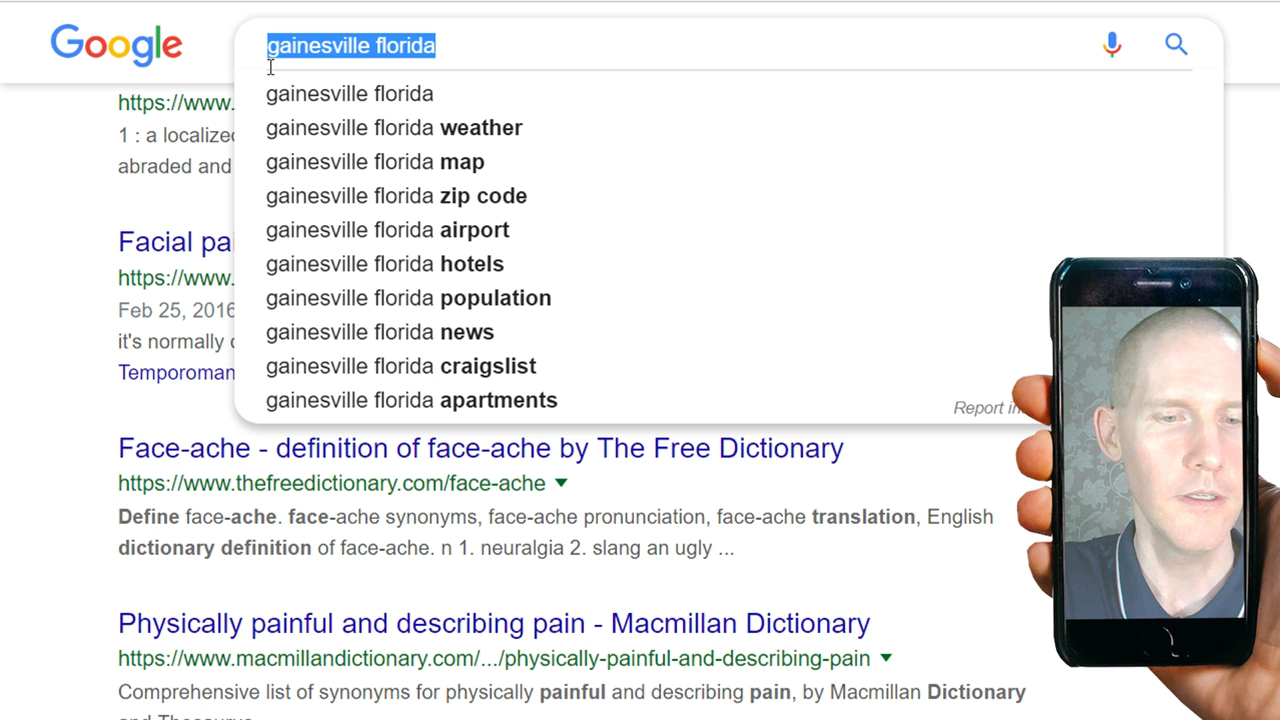 Google
gainesville florida
gainesville florida
gainesville florida weather
gainesville florida map
gainesville florida zip code
gainesville florida airport
gainesville florida hotels
gainesville florida population
gainesville florida news
gainesville florida craigslist
gainesville florida apartments
Report
https://www.
1 : a localized
abraded and
Facial
https://www.
Feb 25, 2016
it's normally
Face-ache - definition of face-ache by The Free Dictionary
https://www.thefreedictionary.com/face-ache
Define face-ache. face-ache synonyms, face-ache pronunciation, face-ache translation, English
dictionary definition of face-ache. n 1. neuralgia 2. slang an ugly ...
Physically painful and describing pain - Macmillan Dictionary
https://www.macmillandictionary.com/.../physically-painful-and-describing-pain
Comprehensive list of synonyms for physically painful and describing pain, by Macmillan Dictionary